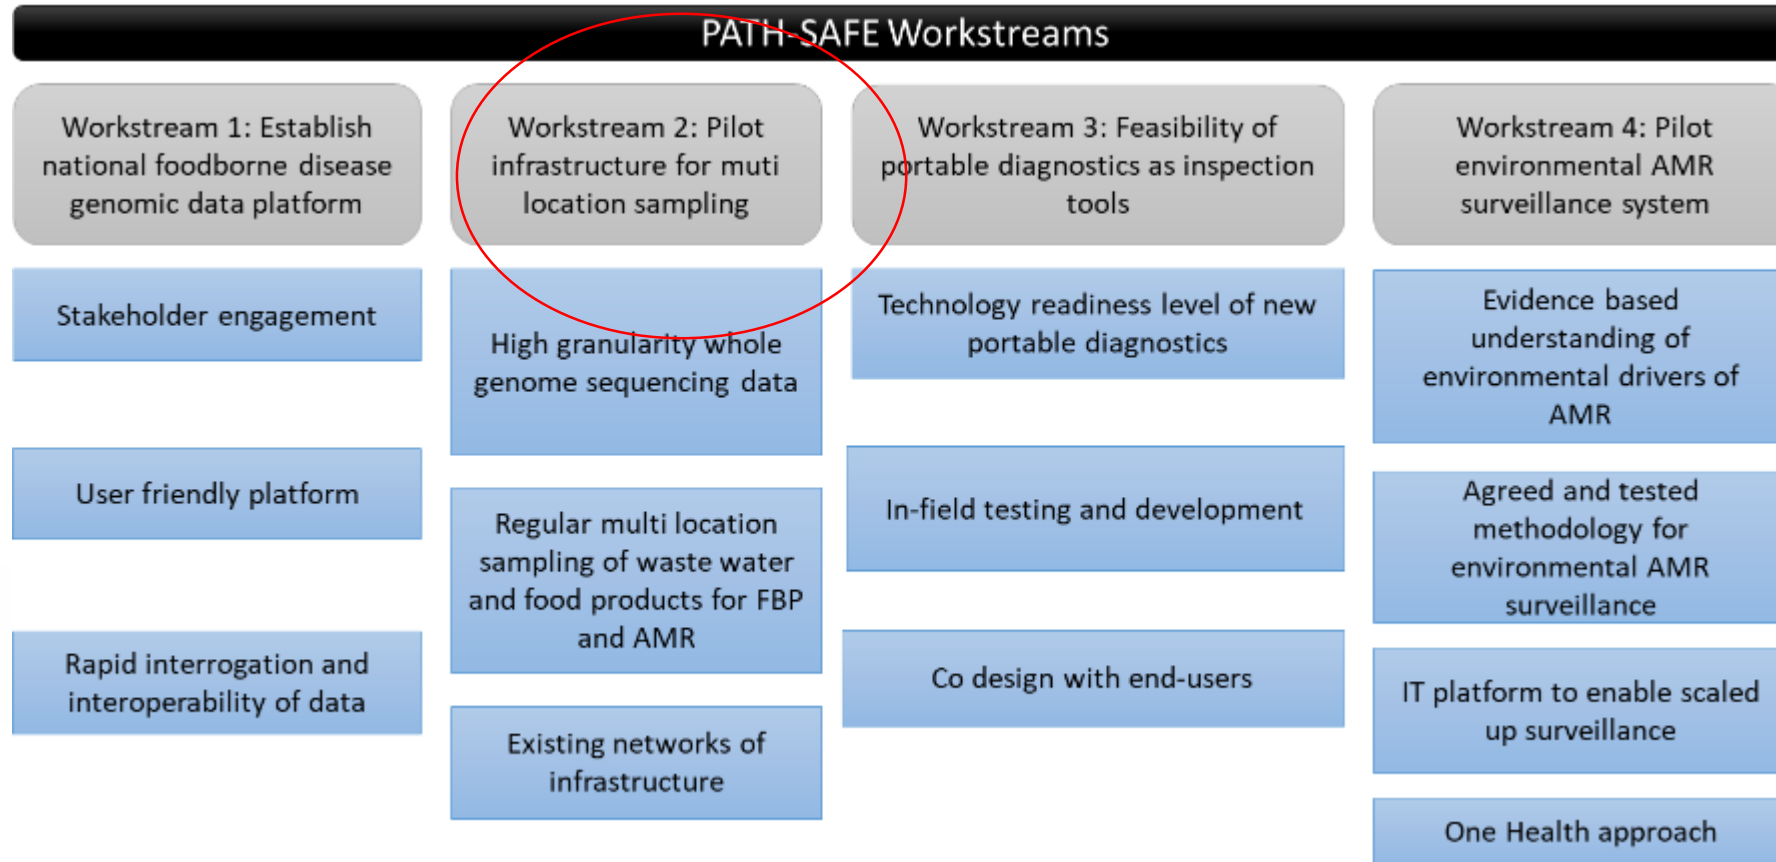 PATH-SAFE Workstreams
Workstream 1: Establish
national foodborne disease
genomic data platform
Stakeholder engagement
User friendly platform
Rapid interrogation and
interoperability of data
Workstream 2: Pilot
infrastructure for muti
location sampling
High granularity whole
genome sequencing data
Regular multi location
sampling of waste water
and food products for FBP
and AMR
Existing networks of
infrastructure
Workstream 3: Feasibility of
portable diagnostics as inspection
tools
Technology readiness level of new
portable diagnostics
In-field testing and development
Co design with end-users
Workstream 4: Pilot
environmental AMR
surveillance system
Evidence based
understanding of
environmental drivers of
AMR
Agreed and tested
methodology for
environmental AMR
surveillance
IT platform to enable scaled
up surveillance
One Health approach